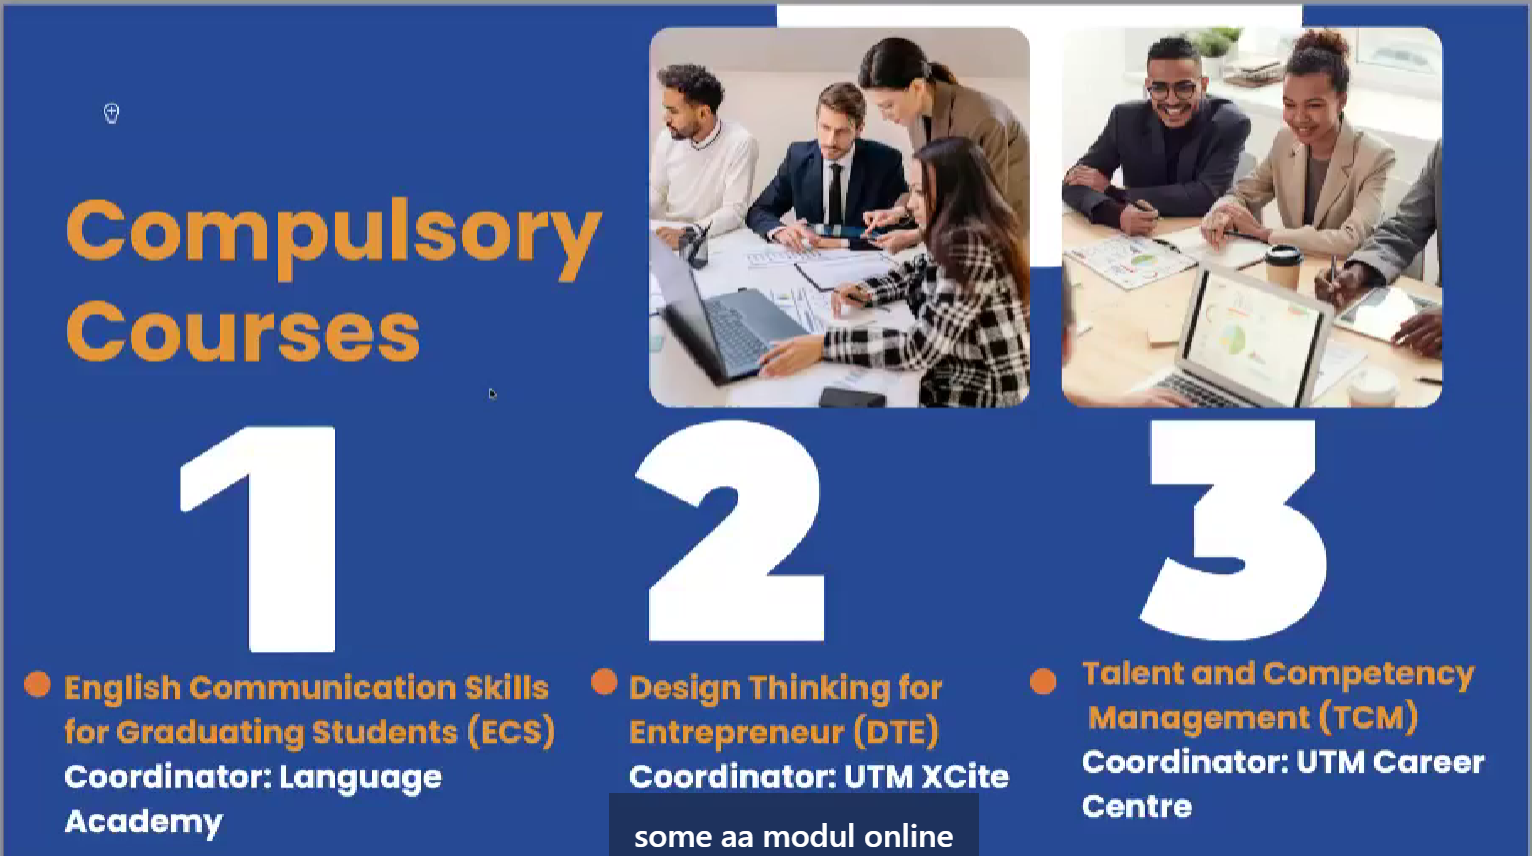 Compulsory
Courses
1
English Communication Skills
for Graduating Students (ECS)
Coordinator: Language
Academy
2
Design Thinking for
Entrepreneur (DTE)
Coordinator: UTM XCite
3
Talent and Competency
Management (TCM)
Coordinator: UTM Career
Centre
some aa modul online